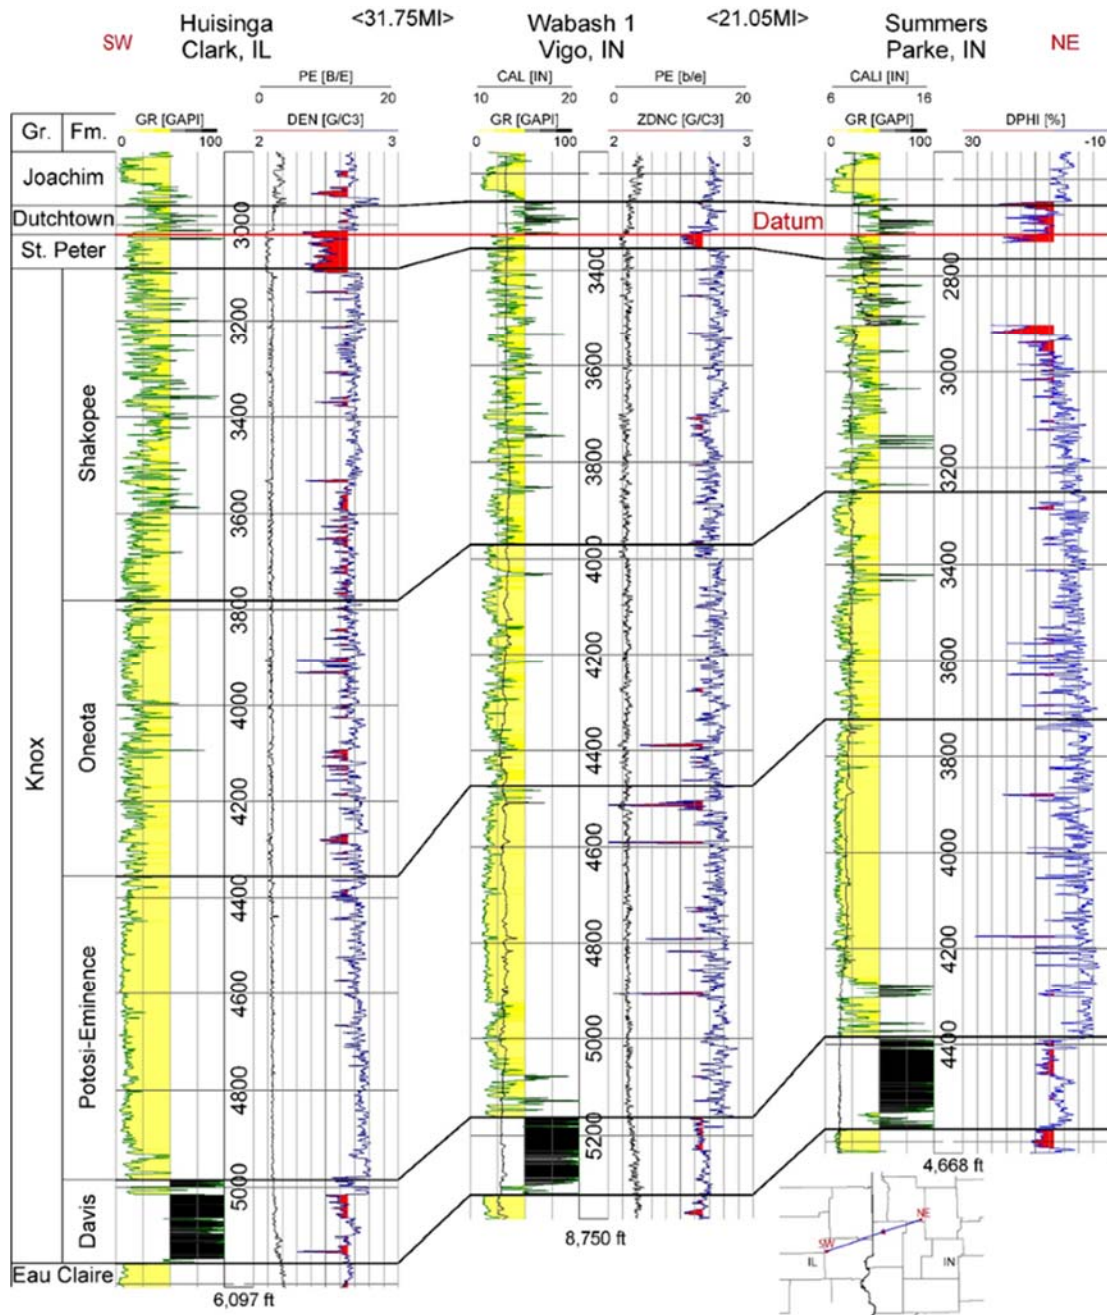 Huisinga <31.75MI> Wabash 1 <21.05MI> Summers
SW Clark, IL Vigo, IN Parke, IN NE
PE [B/E] CAL [IN] PE [b/e] CALI [IN]
0 20 10 20 0 20 6 16
Gr. Fm. GR [GAPI] DEN [G/C3] GR [GAPI] ZDNC [G/C3] GR [GAPI] DPHI [%]
0 100 2 3 0 100 2 3 0 100 30 -10
Joachim
Dutchtown
Datum
St. Peter
Knox
Shakopee
Oneota
Potosi-Eminence
Davis
Eau Claire
3000
3200
3400
3600
3800
4000
4200
4400
4600
4800
5000
6,097 ft
3400
3600
3800
4000
4200
4400
4600
4800
5000
5200
8,750 ft
2800
3000
3200
3400
3600
3800
4000
4200
4400
4,668 ft
NE
SW
IL IN